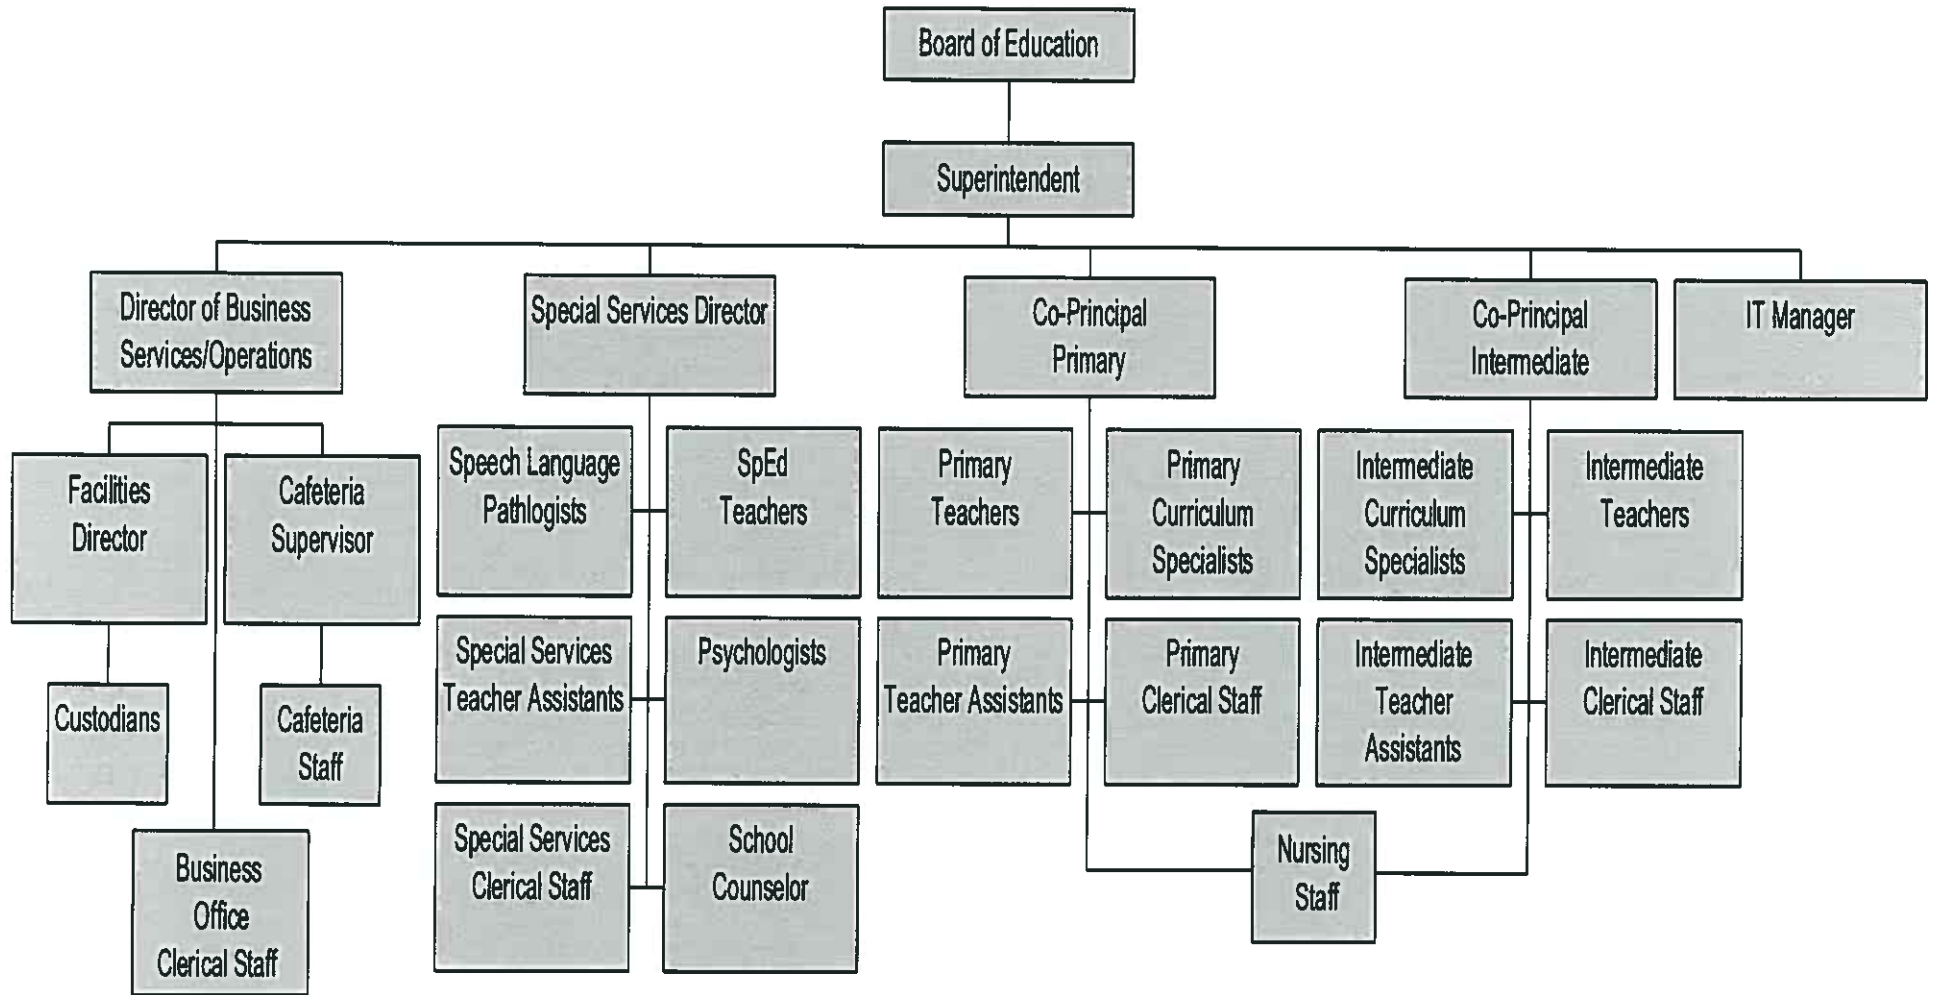 Board of Education
Superintendent
Director of Business
Services/Operations
Special Services Director
Co-Principal
Primary
Co-Principal
Intermediate
IT Manager
Facilities
Director
Cafeteria
Supervisor
Speech Language
Pathlogists
SpEd
Teachers
Primary
Teachers
Primary
Curriculum
Specialists
Intermediate
Curriculum
Specialists
Intermediate
Teachers
Custodians
Cafeteria
Staff
Special Services
Teacher Assistants
Psychologists
Primary
Teacher Assistants
Primary
Clerical Staff
Intermediate
Teacher
Assistants
Intermediate
Clerical Staff
Business
Office
Clerical Staff
Special Services
Clerical Staff
School
Counselor
Nursing
Staff